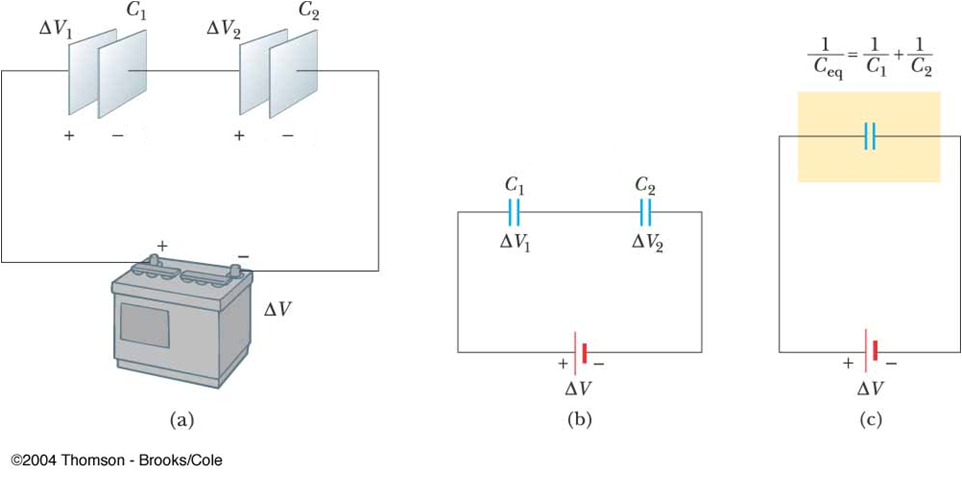 ΔV₁ C₁ ΔV₂ C₂
+ − + −
+ −
ΔV
(a)
C₁ C₂
ΔV₁ ΔV₂
+ −
ΔV
(b)
1/C_eq = 1/C₁ + 1/C₂
+ −
ΔV
(c)
©2004 Thomson - Brooks/Cole